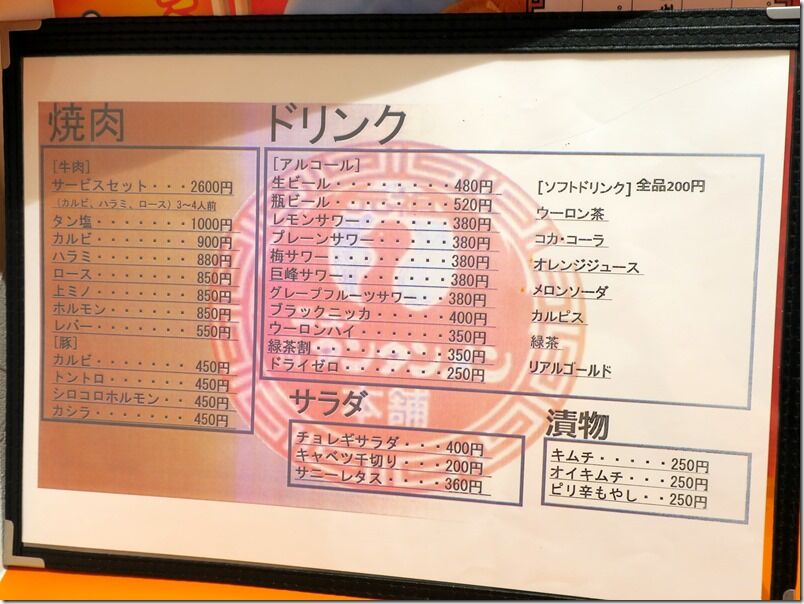 焼肉
[牛肉]
サービスセット・・・2600円
(カルビ、ハラミ、ロース) 3〜4人前
タン塩・・・・・・・1000円
カルビ・・・・・・・900円
ハラミ・・・・・・・880円
ロース・・・・・・・850円
上ミノ・・・・・・・850円
ホルモン・・・・・・850円
レバー・・・・・・・550円
[豚]
カルビ・・・・・・・450円
トントロ・・・・・・450円
シロコロホルモン・・450円
カシラ・・・・・・・450円
ドリンク
[アルコール]
生ビール・・・・・・・・480円
瓶ビール・・・・・・・・520円
レモンサワー・・・・・・380円
プレーンサワー・・・・・380円
梅サワー・・・・・・・・380円
巨峰サワー・・・・・・・380円
グレープフルーツサワー・・380円
ブラックニッカ・・・・・400円
ウーロンハイ・・・・・・350円
緑茶割・・・・・・・・・350円
ドライゼロ・・・・・・・250円
[ソフトドリンク] 全品200円
ウーロン茶
コカ・コーラ
オレンジジュース
メロンソーダ
カルピス
緑茶
リアルゴールド
サラダ
チョレギサラダ・・・400円
キャベツ千切り・・・200円
サニーレタス・・・・360円
漬物
キムチ・・・・・250円
オイキムチ・・・250円
ピリ辛もやし・・250円
本舗